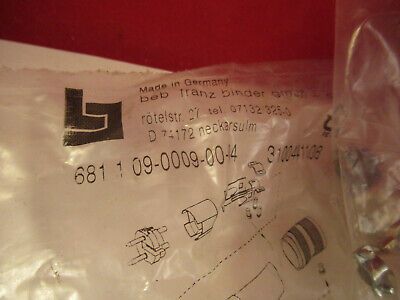 Made in Germany
beb franz binder gmbh
rötelstr. 27 tel. 07132 325-0
D 74172 neckarsulm
681 1 09-0009-00-14